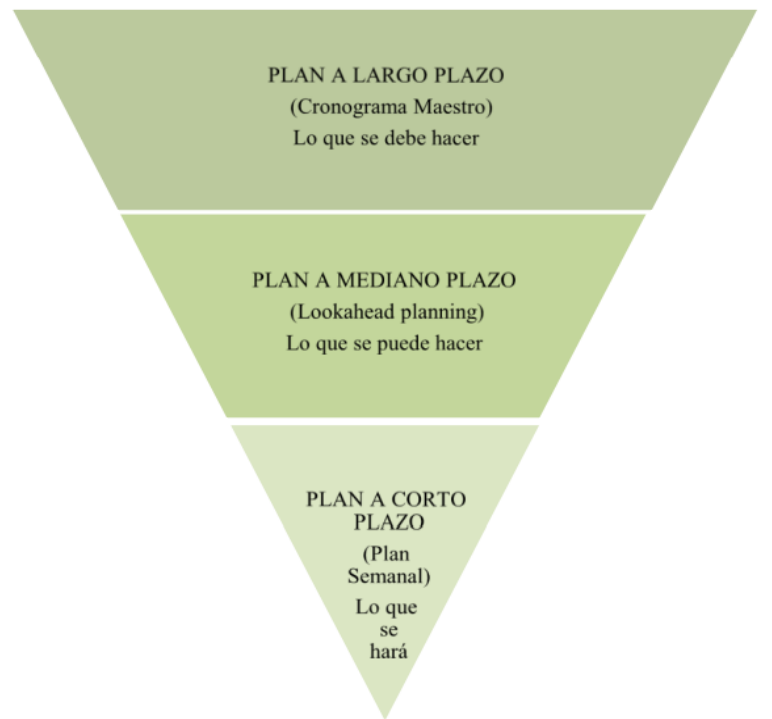 PLAN A LARGO PLAZO
(Cronograma Maestro)
Lo que se debe hacer
PLAN A MEDIANO PLAZO
(Lookahead planning)
Lo que se puede hacer
PLAN A CORTO
PLAZO
(Plan
Semanal)
Lo que
se
hará